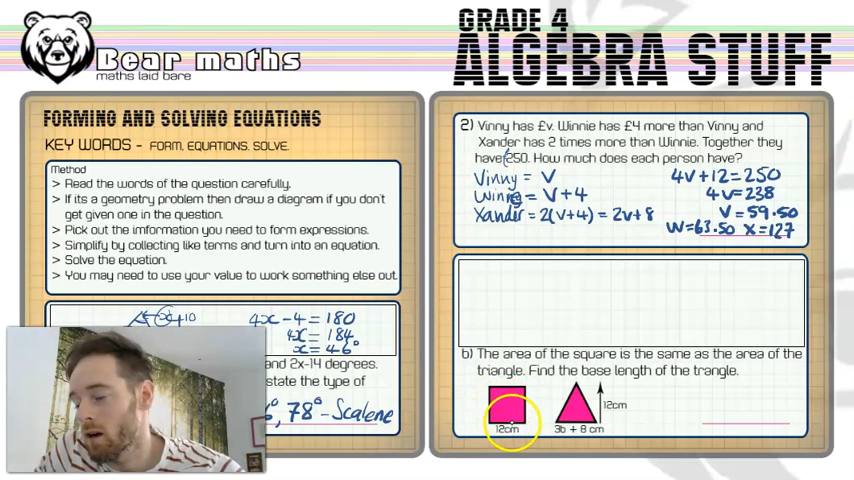 Bear maths
maths laid bare
GRADE 4
ALGEBRA STUFF
FORMING AND SOLVING EQUATIONS
KEY WORDS - FORM, EQUATIONS, SOLVE.
Method
> Read the words of the question carefully.
> If its a geometry problem then draw a diagram if you don't
get given one in the question.
> Pick out the imformation you need to form expressions.
> Simplify by collecting like terms and turn into an equation.
> Solve the equation.
> You may need to use your value to work something else out.
4x-4=180
4x=184
x=46°
and 2x-14 degrees.
state the type of
6°, 78° - Scalene
2) Vinny has £v. Winnie has £4 more than Vinny and
Xander has 2 times more than Winnie. Together they
have £250. How much does each person have?
Vinny = V
Winnie = V+4
Xander = 2(V+4) = 2V+8
4V+12=250
4V=238
V=59.50
W=63.50 X=127
b) The area of the square is the same as the area of the
triangle. Find the base length of the trangle.
12cm
12cm
3b + 8 cm